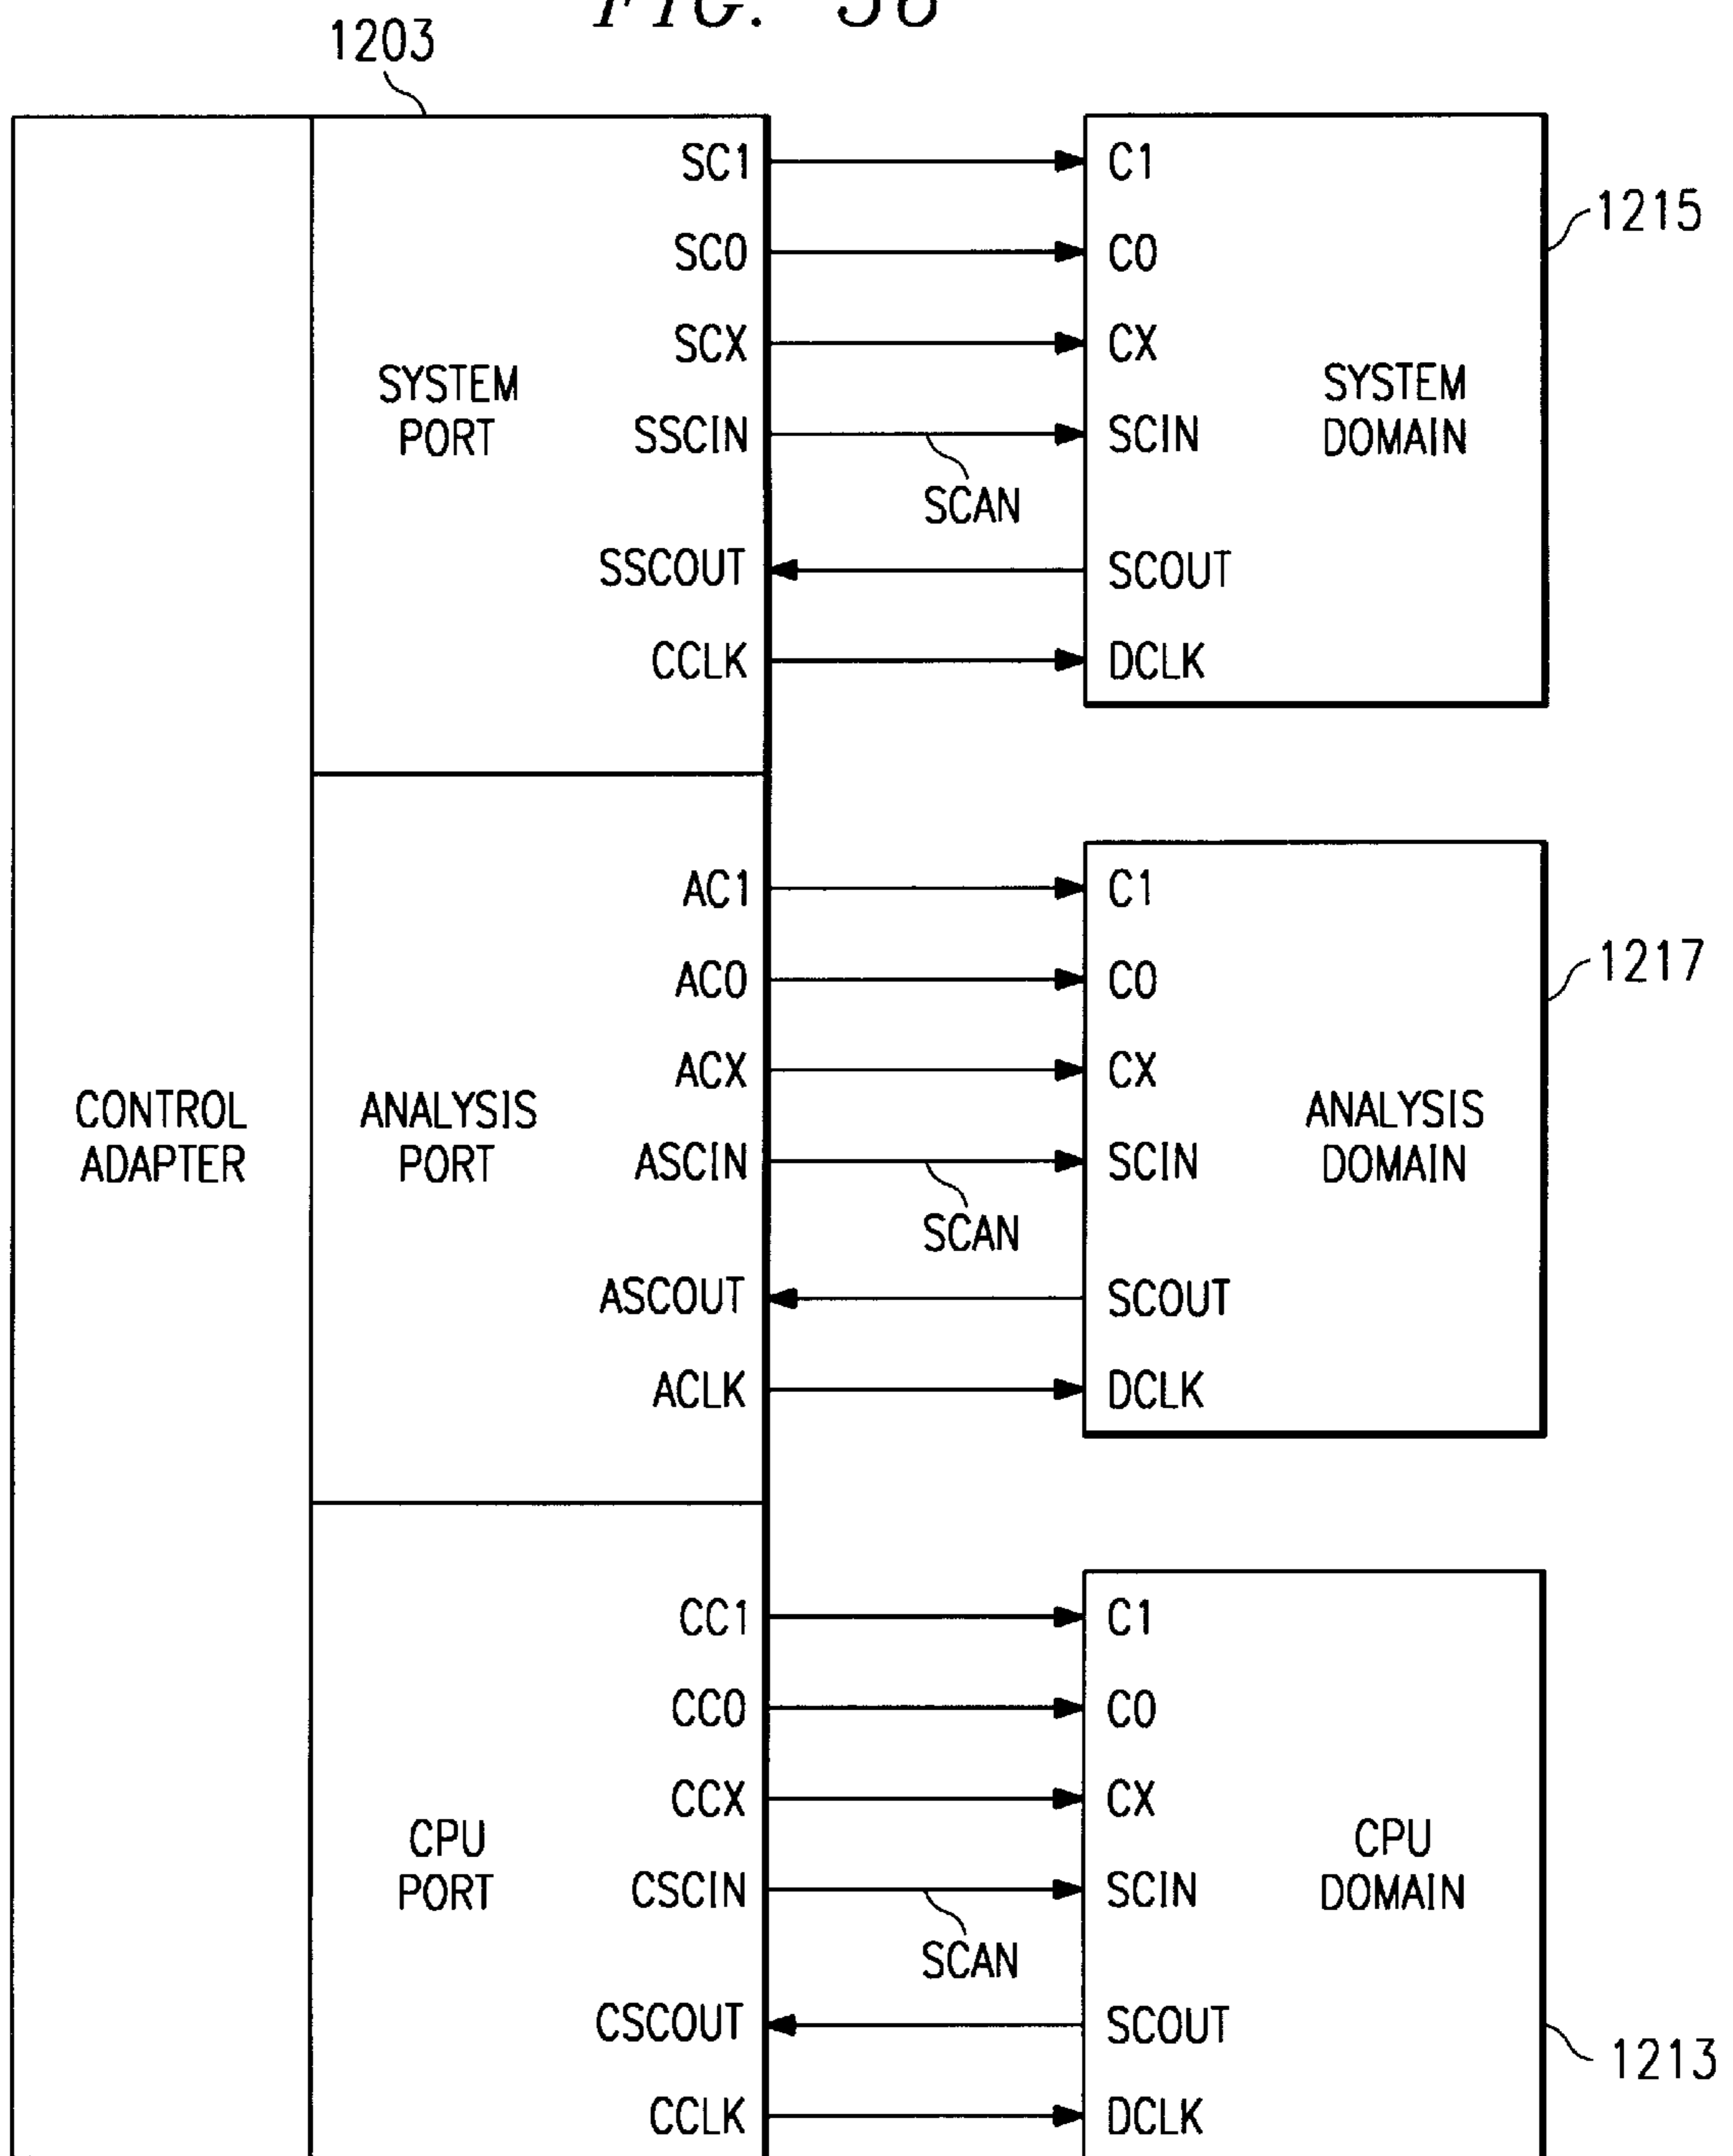 FIG.
1203
SC1
C1
1215
SC0
C0
SCX
CX
SYSTEM
PORT
SYSTEM
DOMAIN
SSCIN
SCIN
SCAN
SSCOUT
SCOUT
CCLK
DCLK
AC1
C1
1217
AC0
C0
ACX
CX
CONTROL
ADAPTER
ANALYSIS
PORT
ANALYSIS
DOMAIN
ASCIN
SCIN
SCAN
ASCOUT
SCOUT
ACLK
DCLK
CC1
C1
CC0
C0
CCX
CX
CPU
PORT
CPU
DOMAIN
CSCIN
SCIN
SCAN
CSCOUT
SCOUT
1213
CCLK
DCLK